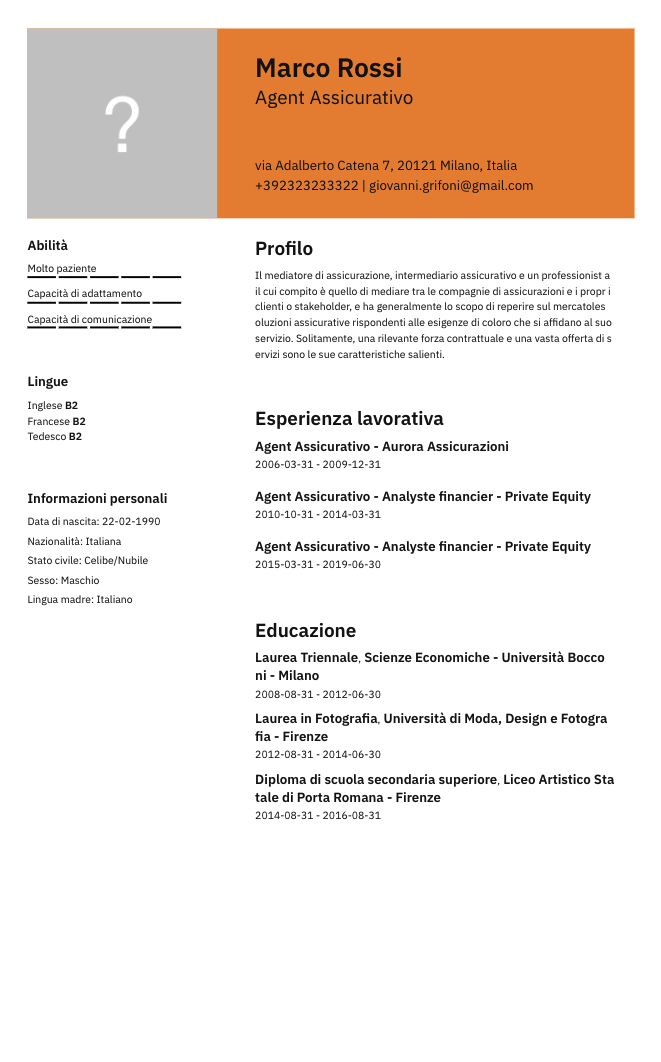 ?
Marco Rossi
Agent Assicurativo
via Adalberto Catena 7, 20121 Milano, Italia
+392323233322 | giovanni.grifoni@gmail.com
Abilità
Molto paziente
Capacità di adattamento
Capacità di comunicazione
Lingue
Inglese B2
Francese B2
Tedesco B2
Informazioni personali
Data di nascita: 22-02-1990
Nazionalità: Italiana
Stato civile: Celibe/Nubile
Sesso: Maschio
Lingua madre: Italiano
Profilo
Il mediatore di assicurazione, intermediario assicurativo e un professionist a
il cui compito è quello di mediare tra le compagnie di assicurazioni e i propr i
clienti o stakeholder, e ha generalmente lo scopo di reperire sul mercatoles
oluzioni assicurative rispondenti alle esigenze di coloro che si affidano al suo
servizio. Solitamente, una rilevante forza contrattuale e una vasta offerta di s
ervizi sono le sue caratteristiche salienti.
Esperienza lavorativa
Agent Assicurativo - Aurora Assicurazioni
2006-03-31 - 2009-12-31
Agent Assicurativo - Analyste financier - Private Equity
2010-10-31 - 2014-03-31
Agent Assicurativo - Analyste financier - Private Equity
2015-03-31 - 2019-06-30
Educazione
Laurea Triennale, Scienze Economiche - Università Bocco
ni - Milano
2008-08-31 - 2012-06-30
Laurea in Fotografia, Università di Moda, Design e Fotogra
fia - Firenze
2012-08-31 - 2014-06-30
Diploma di scuola secondaria superiore, Liceo Artistico Sta
tale di Porta Romana - Firenze
2014-08-31 - 2016-08-31